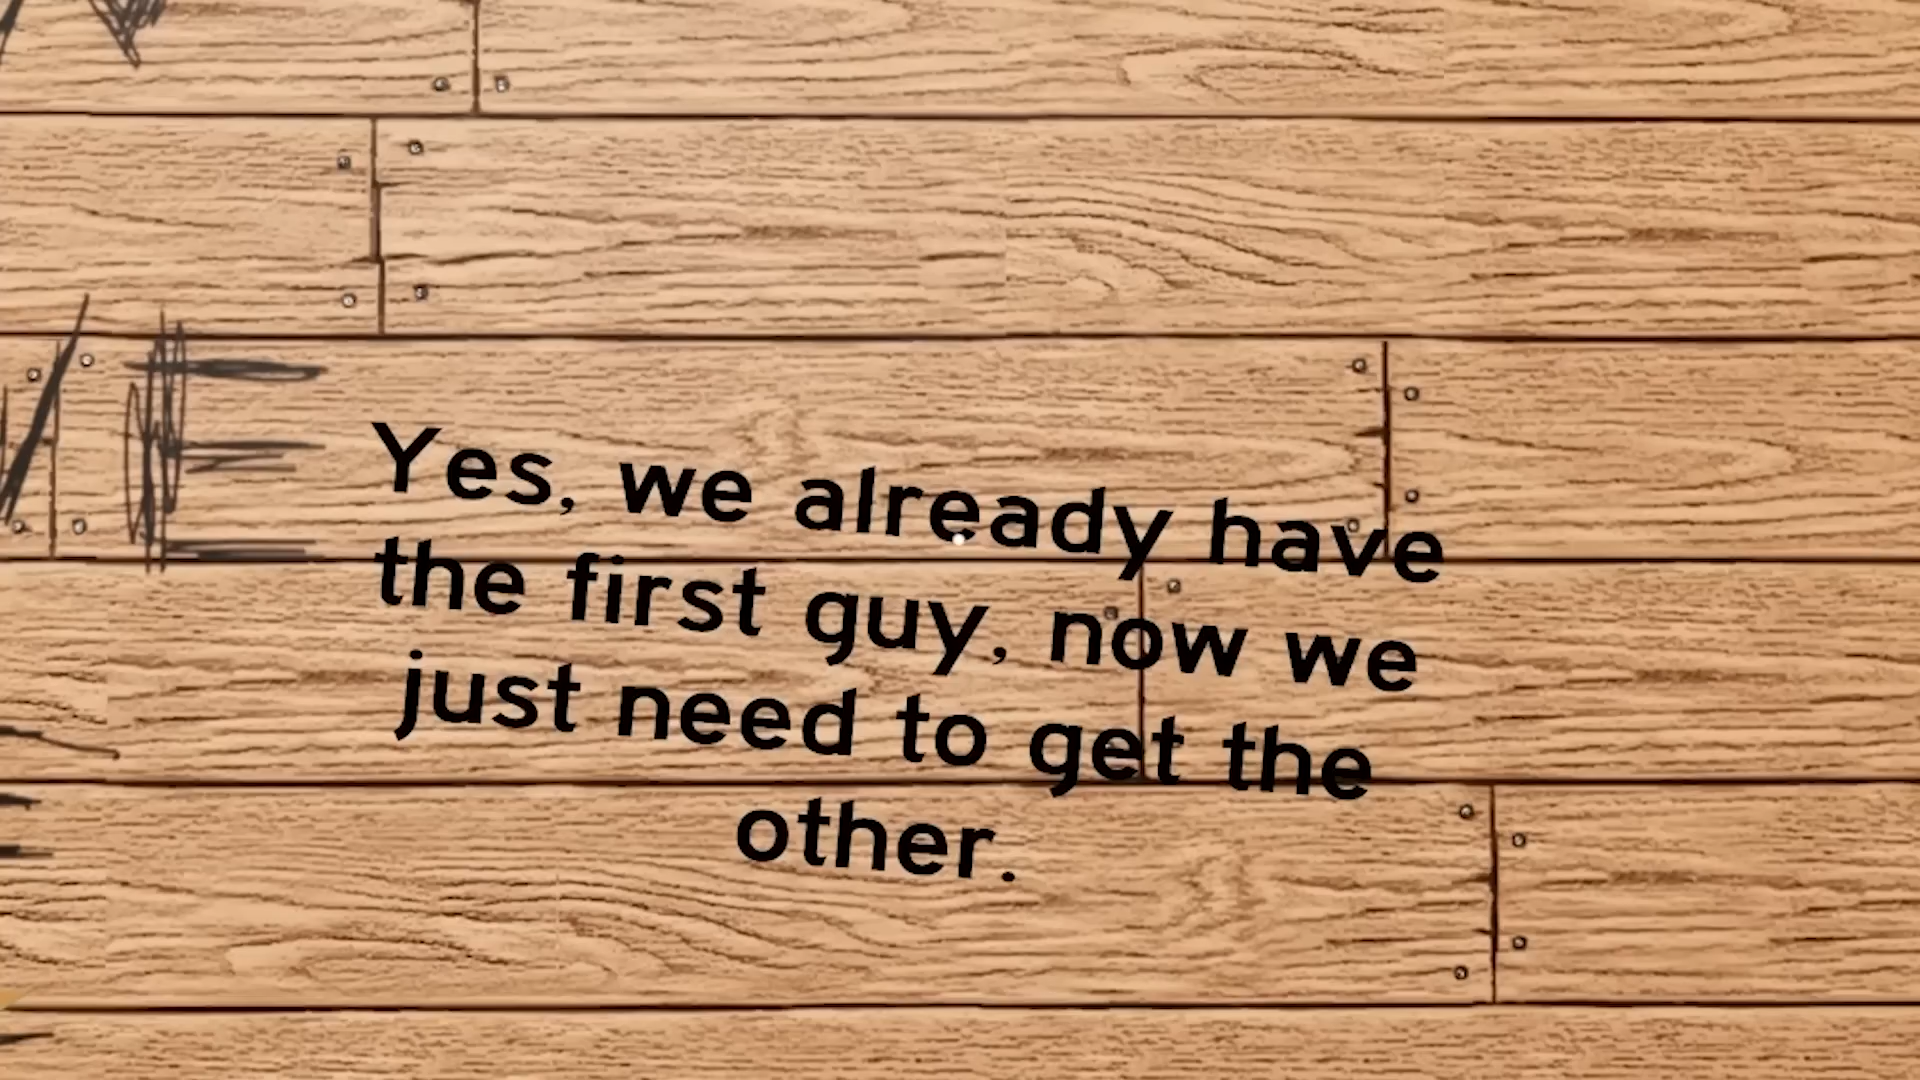 Yes, we already have
the first guy, now we
just need to get the
other.